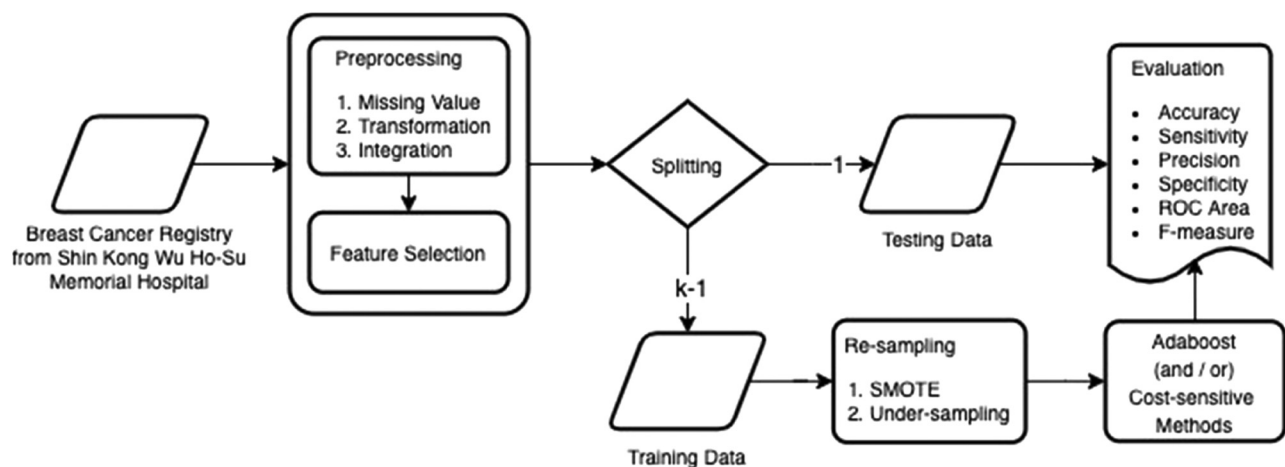 Breast Cancer Registry
from Shin Kong Wu Ho-Su
Memorial Hospital
Preprocessing
1. Missing Value
2. Transformation
3. Integration
Feature Selection
Splitting
1
Testing Data
k-1
Training Data
Re-sampling
1. SMOTE
2. Under-sampling
Adaboost
(and / or)
Cost-sensitive
Methods
Evaluation
• Accuracy
• Sensitivity
• Precision
• Specificity
• ROC Area
• F-measure